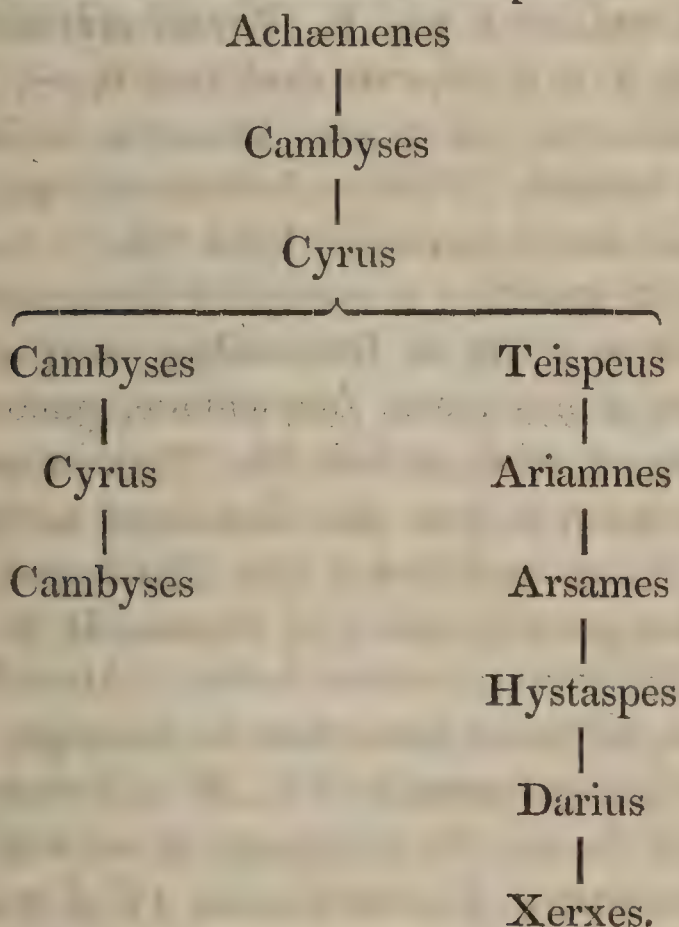 Achæmenes
Cambyses
Cyrus
Cambyses Teispeus
Cyrus Ariamnes
Cambyses Arsames
Hystaspes
Darius
Xerxes.